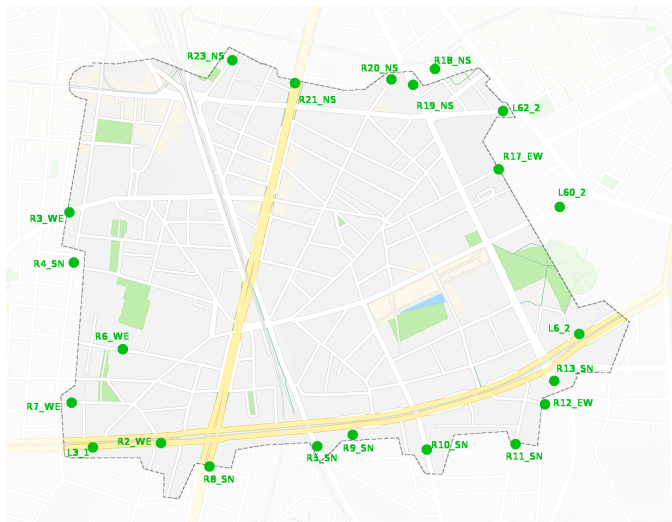 R23_NS
R18_NS
R20_NS
R21_NS
R19_NS
L62_2
R17_EW
L60_2
R3_WE
R4_SN
R6_WE
L6_2
R13_SN
R7_WE
R12_EW
R2_WE
L3_1
R9_SN
R5_SN
R10_SN
R11_SN
R8_SN